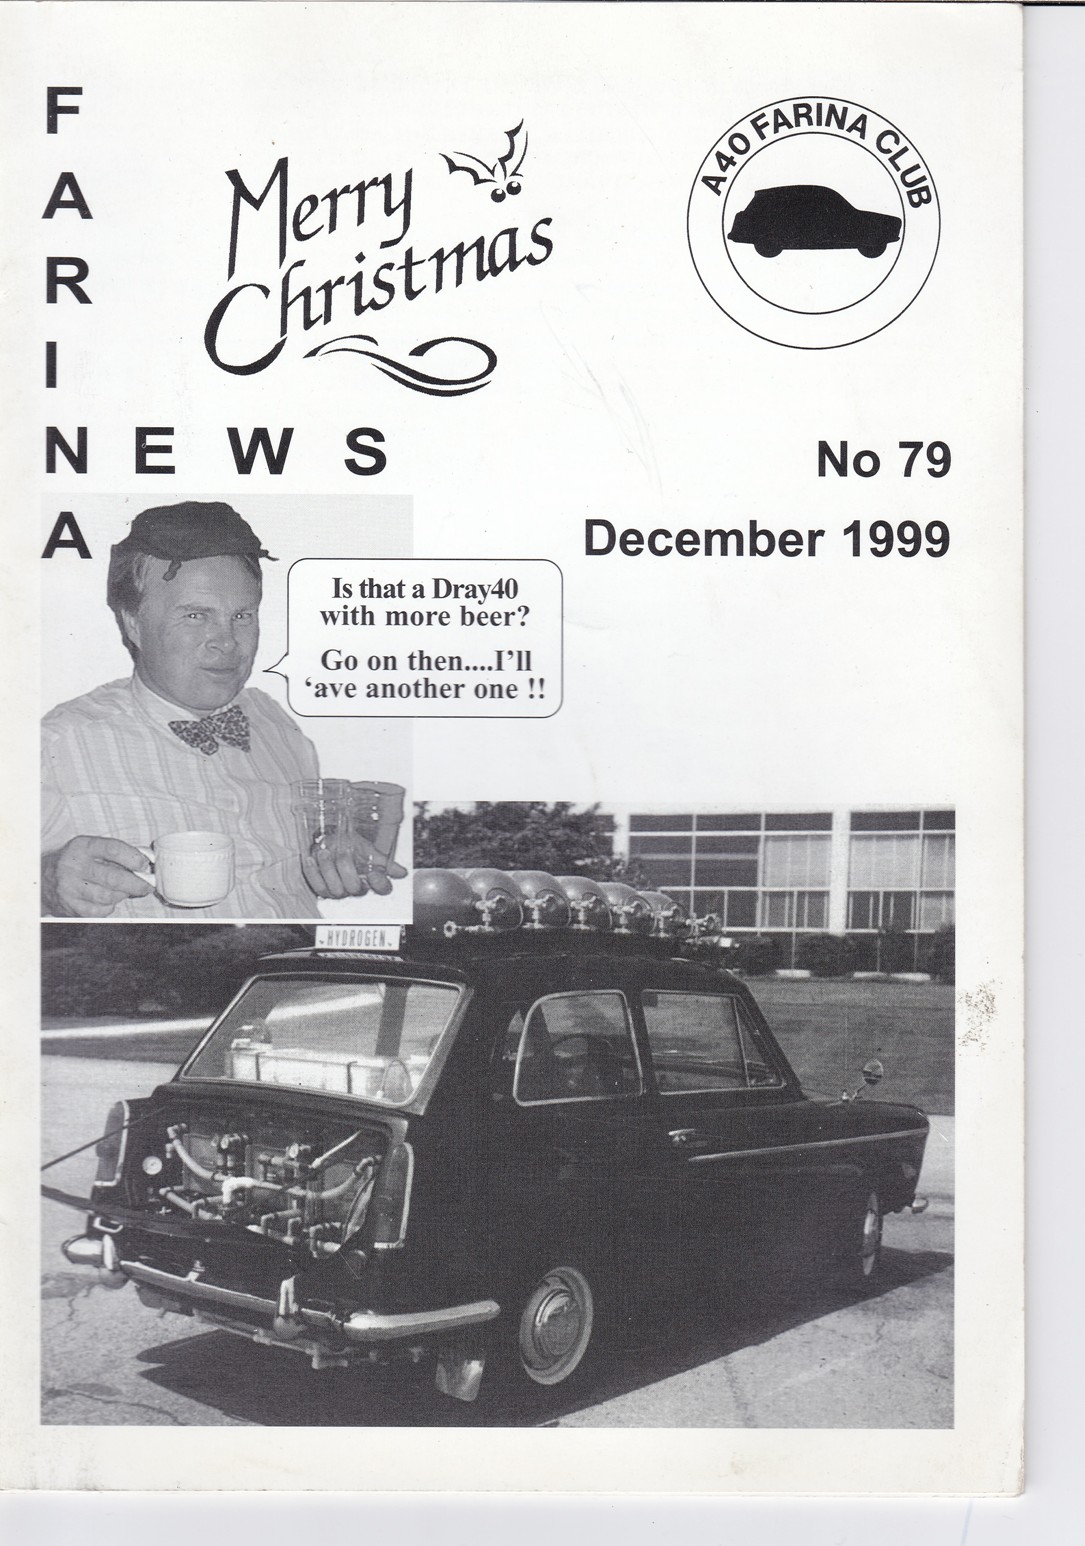 FARINA
NEWS
Merry
Christmas
A40 FARINA CLUB
No 79
December 1999
Is that a Dray40
with more beer?
Go on then....I'll
'ave another one !!
HYDROGEN